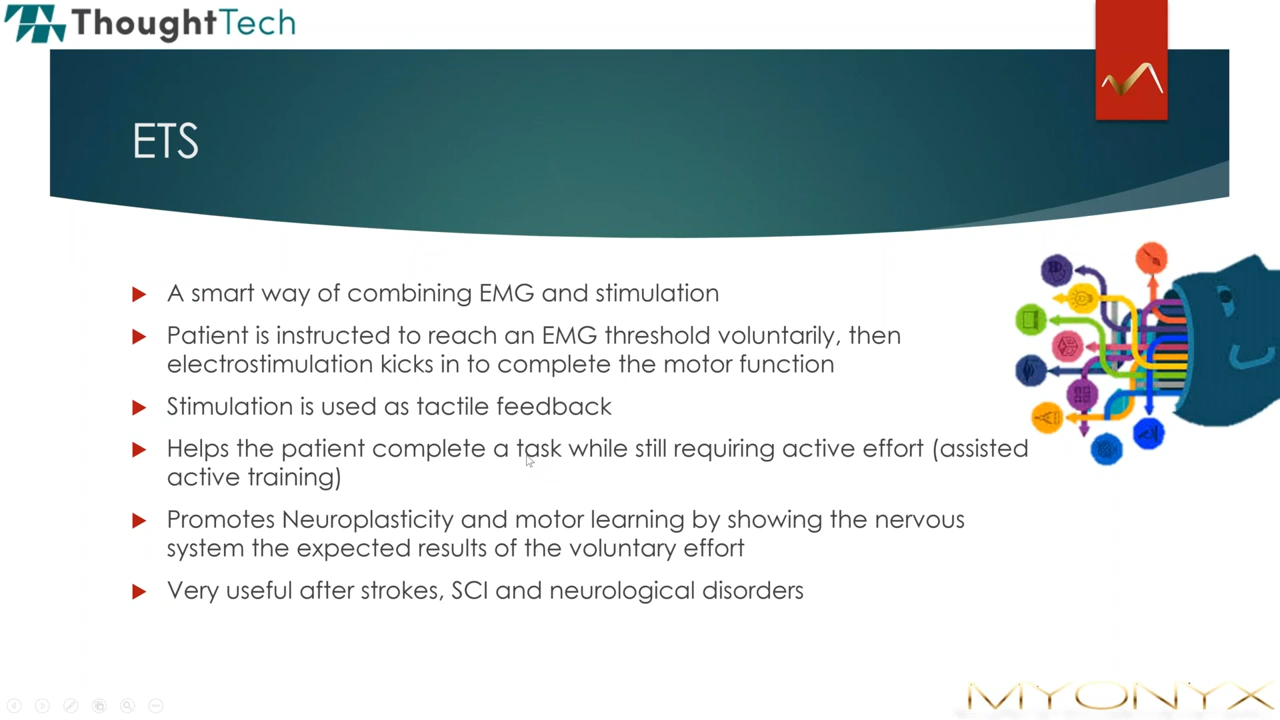 ThoughtTech
ETS
A smart way of combining EMG and stimulation
Patient is instructed to reach an EMG threshold voluntarily, then
electrostimulation kicks in to complete the motor function
Stimulation is used as tactile feedback
Helps the patient complete a task while still requiring active effort (assisted
active training)
Promotes Neuroplasticity and motor learning by showing the nervous
system the expected results of the voluntary effort
Very useful after strokes, SCI and neurological disorders
MYONYX